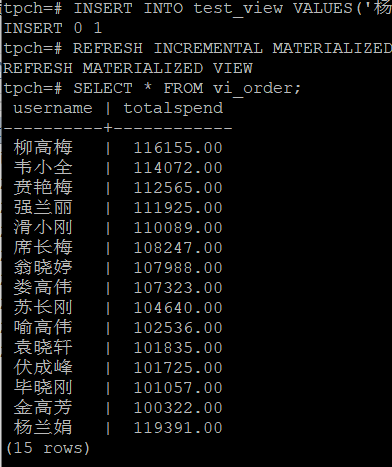 tpch=# INSERT INTO test_view VALUES('杨
INSERT 0 1
tpch=# REFRESH INCREMENTAL MATERIALIZED
REFRESH MATERIALIZED VIEW
tpch=# SELECT * FROM vi_order;
username | totalspend
----------+------------
柳高梅 | 116155.00
韦小全 | 114072.00
贲艳梅 | 112565.00
强兰丽 | 111925.00
滑小刚 | 110089.00
席长梅 | 108247.00
翁晓婷 | 107988.00
娄高伟 | 107323.00
苏长刚 | 104640.00
喻高伟 | 102536.00
袁晓轩 | 101835.00
伏成峰 | 101725.00
毕晓刚 | 101057.00
金高芳 | 100322.00
杨兰娟 | 119391.00
(15 rows)